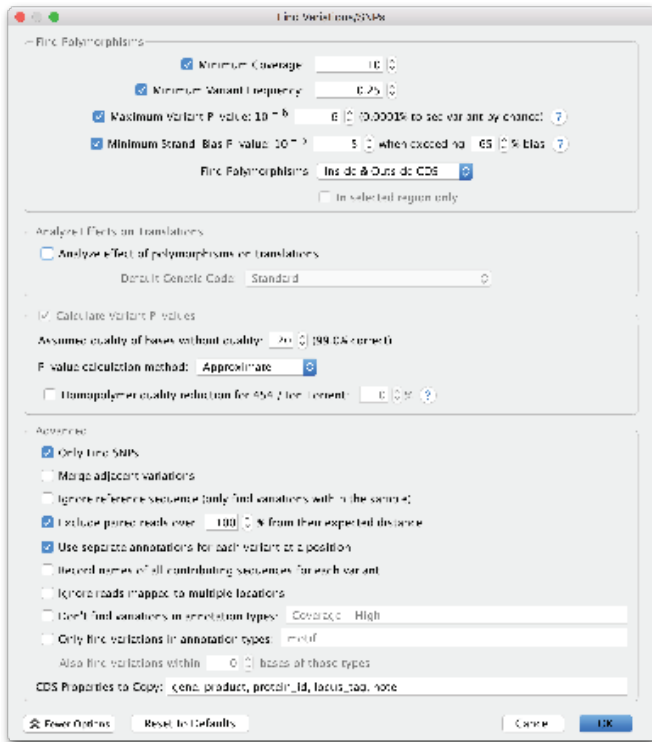 Find Variations/SNPs
Find Polymorphisms
Minimum Coverage: 10
Minimum Variant Frequency: 0.25
Maximum Variant P-value: 10^- 6 (0.0001% to see variant by chance) ?
Minimum Strand-Bias P-value: 10^- 5 when exceeding 65 % bias ?
Find Polymorphisms Inside & Outside CDS
In selected region only
Analyze Effects on Translations
Analyze effect of polymorphisms on translations
Default Genetic Code: Standard
Calculate Variant P-values
Assumed quality of bases without quality: 20 (99.0% correct)
P-value calculation method: Approximate
Homopolymer quality reduction for 454 / Ion Torrent: 0 % ?
Advanced
Only Find SNPs
Merge adjacent variations
Ignore reference sequence (only find variations within the sample)
Exclude paired reads over 100 % from their expected distance
Use separate annotations for each variant at a position
Record names of all contributing sequences for each variant
Ignore reads mapped to multiple locations
Don't find variations in annotation types: Coverage - High
Only find variations in annotation types: motif
Also find variations within 0 bases of those types
CDS Properties to Copy: gene, product, protein_id, locus_tag, note
Fewer Options Reset to Defaults Cancel OK